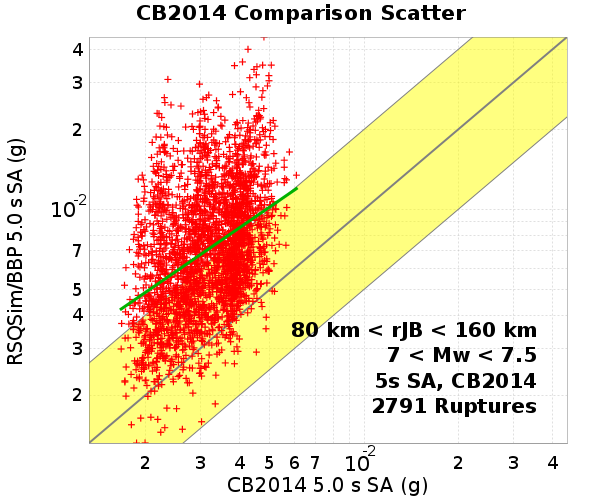 CB2014 Comparison Scatter
RSQSim/BBP 5.0 s SA (g)
4
3
2
10-2
7
5
4
3
2
80 km < rJB < 160 km
7 < Mw < 7.5
5s SA, CB2014
2791 Ruptures
2 3 4 5 6 7 10-2 2 3 4
CB2014 5.0 s SA (g)